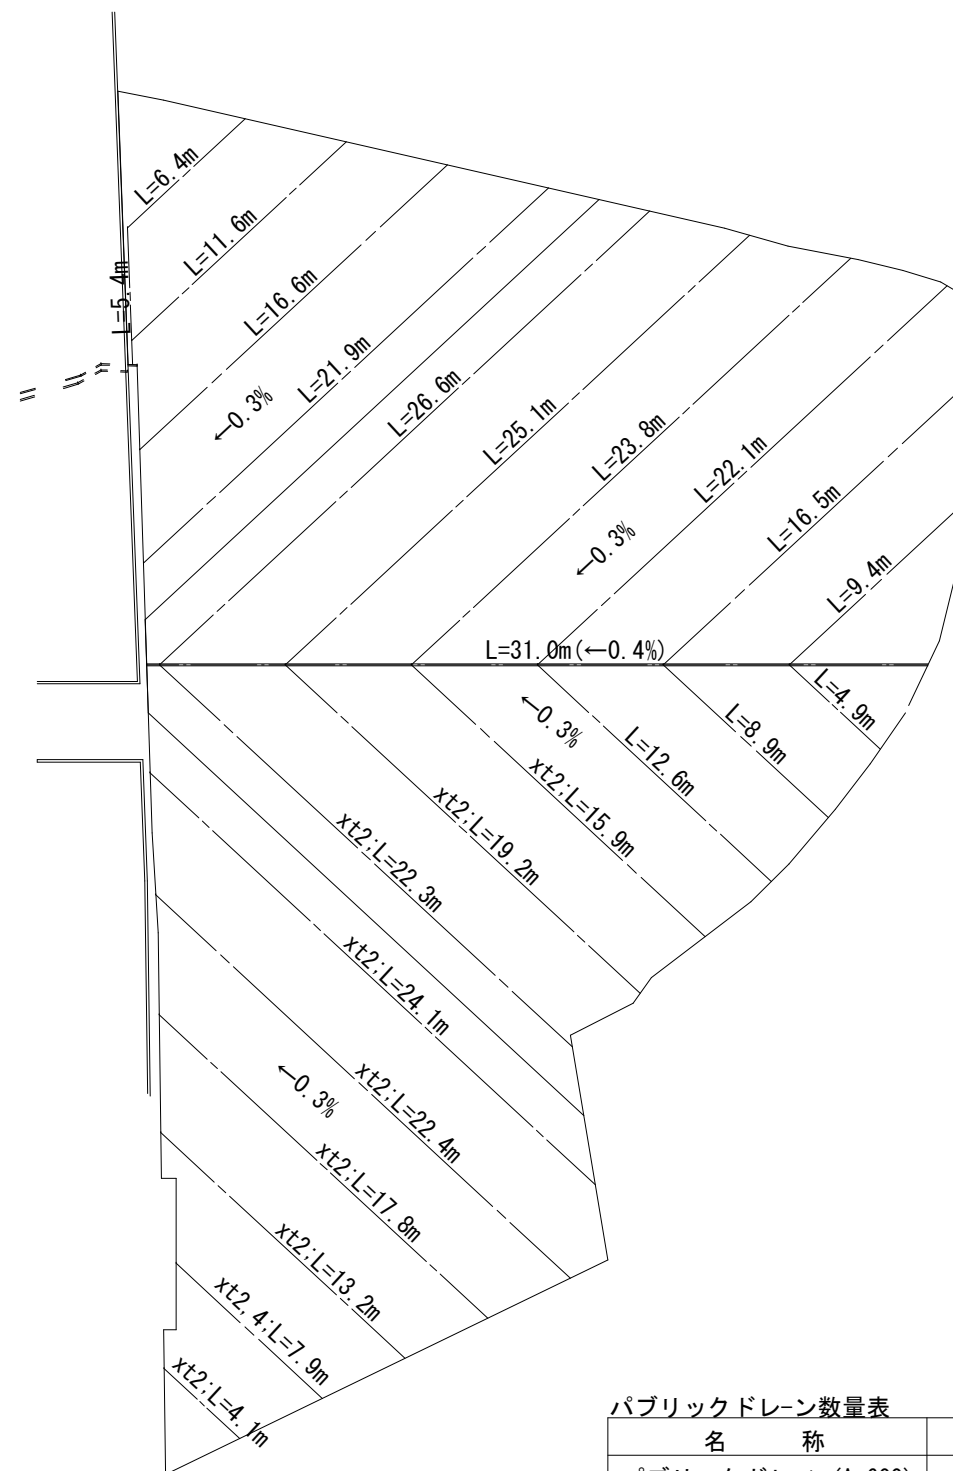 L=6.4m
L=11.6m
L=5.4m
L=16.6m
L=21.9m
←0.3%
L=26.6m
L=25.1m
L=23.8m
L=22.1m
L=16.5m
←0.3%
L=9.4m
L=31.0m(←0.4%)
L=4.9m
←0.3%
L=8.9m
L=12.6m
xt2;L=15.9m
xt2;L=19.2m
xt2;L=22.3m
xt2;L=24.1m
←0.3%
xt2;L=22.4m
xt2;L=17.8m
xt2;L=13.2m
xt2,4;L=7.9m
xt2;L=4.1m
パブリックドレーン数量表
名 称